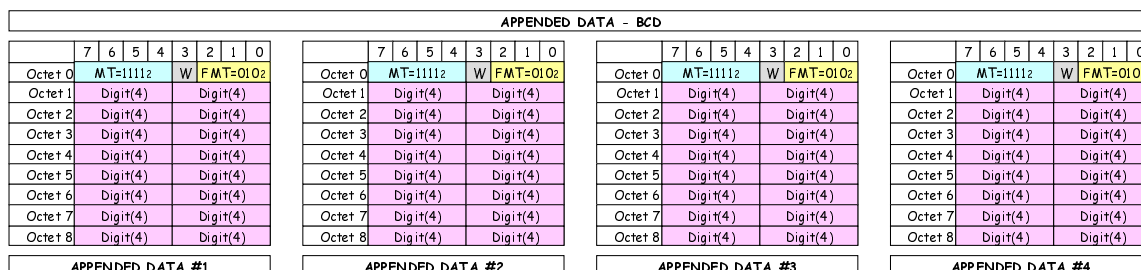 APPENDED DATA - BCD
7 6 5 4 3 2 1 0 7 6 5 4 3 2 1 0 7 6 5 4 3 2 1 0 7 6 5 4 3 2 1 0
Octet 0 MT=1111₂ W FMT=010₂ Octet 0 MT=1111₂ W FMT=010₂ Octet 0 MT=1111₂ W FMT=010₂ Octet 0 MT=1111₂ W FMT=010
Octet 1 Digit(4) Digit(4) Octet 1 Digit(4) Digit(4) Octet 1 Digit(4) Digit(4) Octet 1 Digit(4) Digit(4)
Octet 2 Digit(4) Digit(4) Octet 2 Digit(4) Digit(4) Octet 2 Digit(4) Digit(4) Octet 2 Digit(4) Digit(4)
Octet 3 Digit(4) Digit(4) Octet 3 Digit(4) Digit(4) Octet 3 Digit(4) Digit(4) Octet 3 Digit(4) Digit(4)
Octet 4 Digit(4) Digit(4) Octet 4 Digit(4) Digit(4) Octet 4 Digit(4) Digit(4) Octet 4 Digit(4) Digit(4)
Octet 5 Digit(4) Digit(4) Octet 5 Digit(4) Digit(4) Octet 5 Digit(4) Digit(4) Octet 5 Digit(4) Digit(4)
Octet 6 Digit(4) Digit(4) Octet 6 Digit(4) Digit(4) Octet 6 Digit(4) Digit(4) Octet 6 Digit(4) Digit(4)
Octet 7 Digit(4) Digit(4) Octet 7 Digit(4) Digit(4) Octet 7 Digit(4) Digit(4) Octet 7 Digit(4) Digit(4)
Octet 8 Digit(4) Digit(4) Octet 8 Digit(4) Digit(4) Octet 8 Digit(4) Digit(4) Octet 8 Digit(4) Digit(4)
APPENDED DATA #1 APPENDED DATA #2 APPENDED DATA #3 APPENDED DATA #4